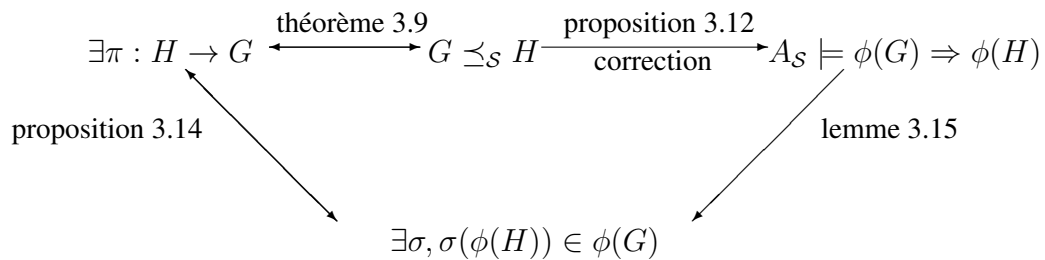 théorème 3.9 proposition 3.12
∃π : H → G G ⪯_S H A_S ⊨ φ(G) ⇒ φ(H)
correction
proposition 3.14 lemme 3.15
∃σ, σ(φ(H)) ∈ φ(G)